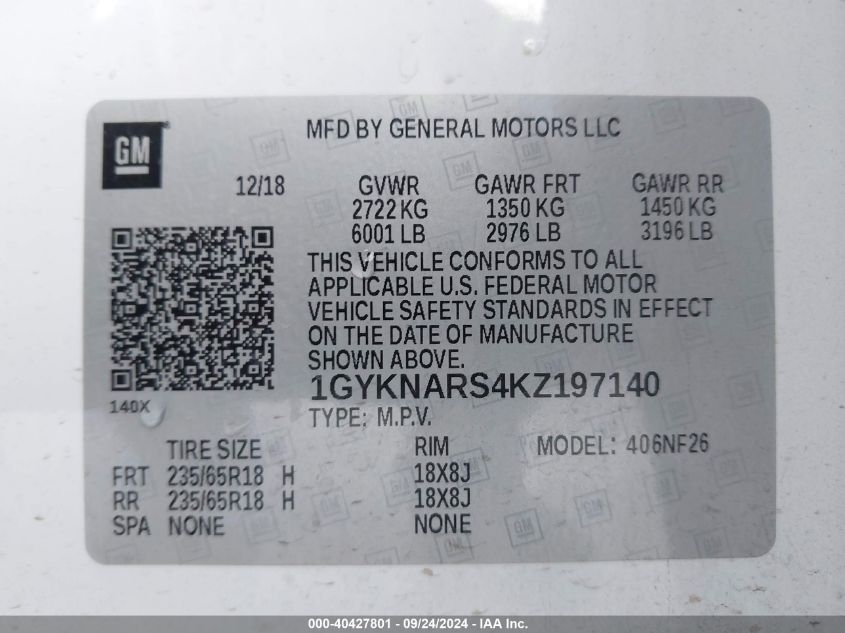 GM
MFD BY GENERAL MOTORS LLC
12/18 GVWR GAWR FRT GAWR RR
2722 KG 1350 KG 1450 KG
6001 LB 2976 LB 3196 LB
THIS VEHICLE CONFORMS TO ALL
APPLICABLE U.S. FEDERAL MOTOR
VEHICLE SAFETY STANDARDS IN EFFECT
ON THE DATE OF MANUFACTURE
SHOWN ABOVE.
1GYKNARS4KZ197140
140X
TYPE: M.P.V.
TIRE SIZE RIM MODEL: 406NF26
FRT 235/65R18 H 18X8J
RR 235/65R18 H 18X8J
SPA NONE NONE
000-40427801 - 09/24/2024 - IAA Inc.